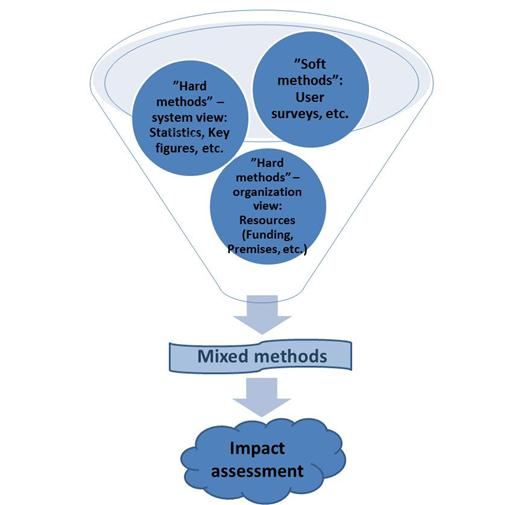 ”Hard
methods” –
system view:
Statistics, Key
figures, etc.
”Soft
methods”:
User
surveys, etc.
”Hard
methods” –
organization
view:
Resources
(Funding,
Premises, etc.)
Mixed methods
Impact
assessment